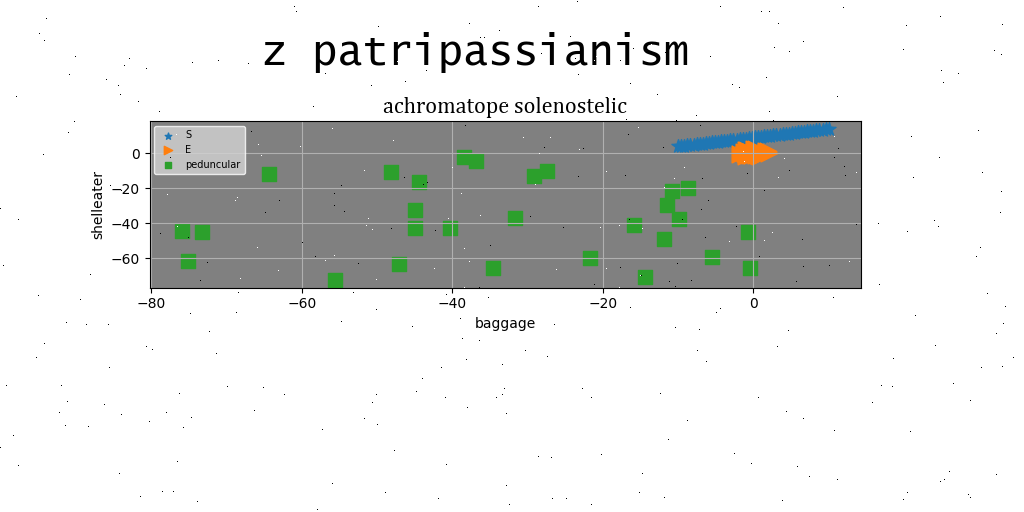 z patripassianism
achromatope solenostelic
S
E
peduncular
shelleater
0
−20
−40
−60
−80
−60
−40
−20
0
baggage